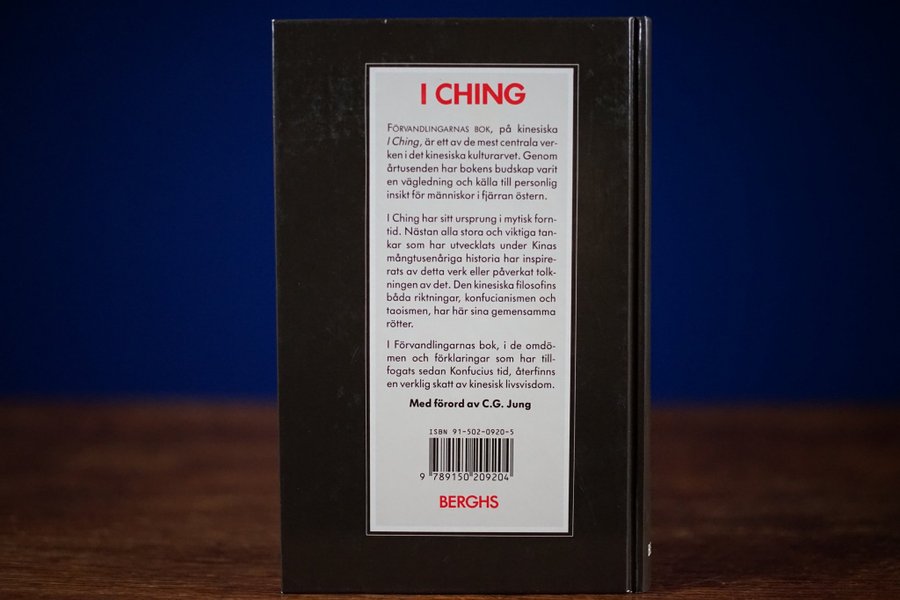 I CHING
FÖRVANDLINGARNAS BOK, på kinesiska
I Ching, är ett av de mest centrala ver-
ken i det kinesiska kulturarvet. Genom
årtusenden har bokens budskap varit
en vägledning och källa till personlig
insikt för människor i fjärran östern.
I Ching har sitt ursprung i mytisk forn-
tid. Nästan alla stora och viktiga tan-
kar som har utvecklats under Kinas
mångtusenåriga historia har inspire-
rats av detta verk eller påverkat tolk-
ningen av det. Den kinesiska filosofins
båda riktningar, konfucianismen och
taoismen, har här sina gemensamma
rötter.
I Förvandlingarnas bok, i de omdö-
men och förklaringar som har till-
fogats sedan Konfucius tid, återfinns
en verklig skatt av kinesisk livsvisdom.
Med förord av C.G. Jung
ISBN 91-502-0920-5
9 789150 209204
BERGHS